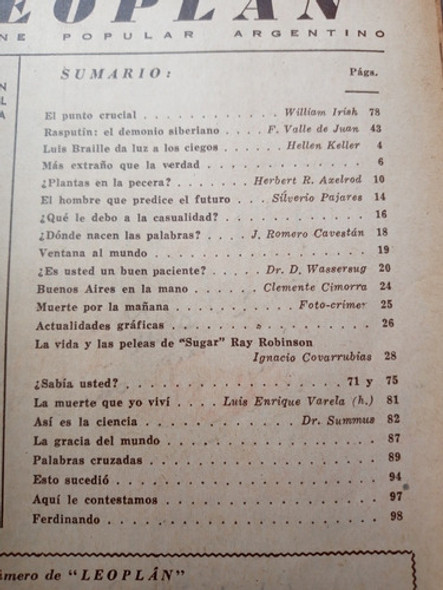 LEOPLÁN
POPULAR ARGENTINO
SUMARIO:
Págs.
El punto crucial . . . . . . . . . . . . William Irish 78
Rasputín: el demonio siberiano . . . . F. Valle de Juan 43
Luis Braille da luz a los ciegos . . . . . . Hellen Keller 4
Más extraño que la verdad . . . . . . . . . . . . . . 6
¿Plantas en la pecera? . . . . . . . Herbert R. Axelrod 10
El hombre que predice el futuro . . . Silverio Pajares 14
¿Qué le debo a la casualidad? . . . . . . . . . . . . 16
¿Dónde nacen las palabras? . . . . J. Romero Cavestán 18
Ventana al mundo . . . . . . . . . . . . . . . . . 19
¿Es usted un buen paciente? . . . . Dr. D. Wassersug 20
Buenos Aires en la mano . . . . . . Clemente Cimorra 24
Muerte por la mañana . . . . . . . . . . Foto-crimen 25
Actualidades gráficas . . . . . . . . . . . . . . . . 26
La vida y las peleas de "Sugar" Ray Robinson
Ignacio Covarrubias 28
¿Sabía usted? . . . . . . . . . . . . . . . . 71 y 75
La muerte que yo viví . . . . Luis Enrique Varela (h.) 81
Así es la ciencia . . . . . . . . . . . . Dr. Summus 82
La gracia del mundo . . . . . . . . . . . . . . . . 87
Palabras cruzadas . . . . . . . . . . . . . . . . . 89
Esto sucedió . . . . . . . . . . . . . . . . . . . 94
Aquí le contestamos . . . . . . . . . . . . . . . . 97
Ferdinando . . . . . . . . . . . . . . . . . . . . 98
úmero de "LEOPLÁN"